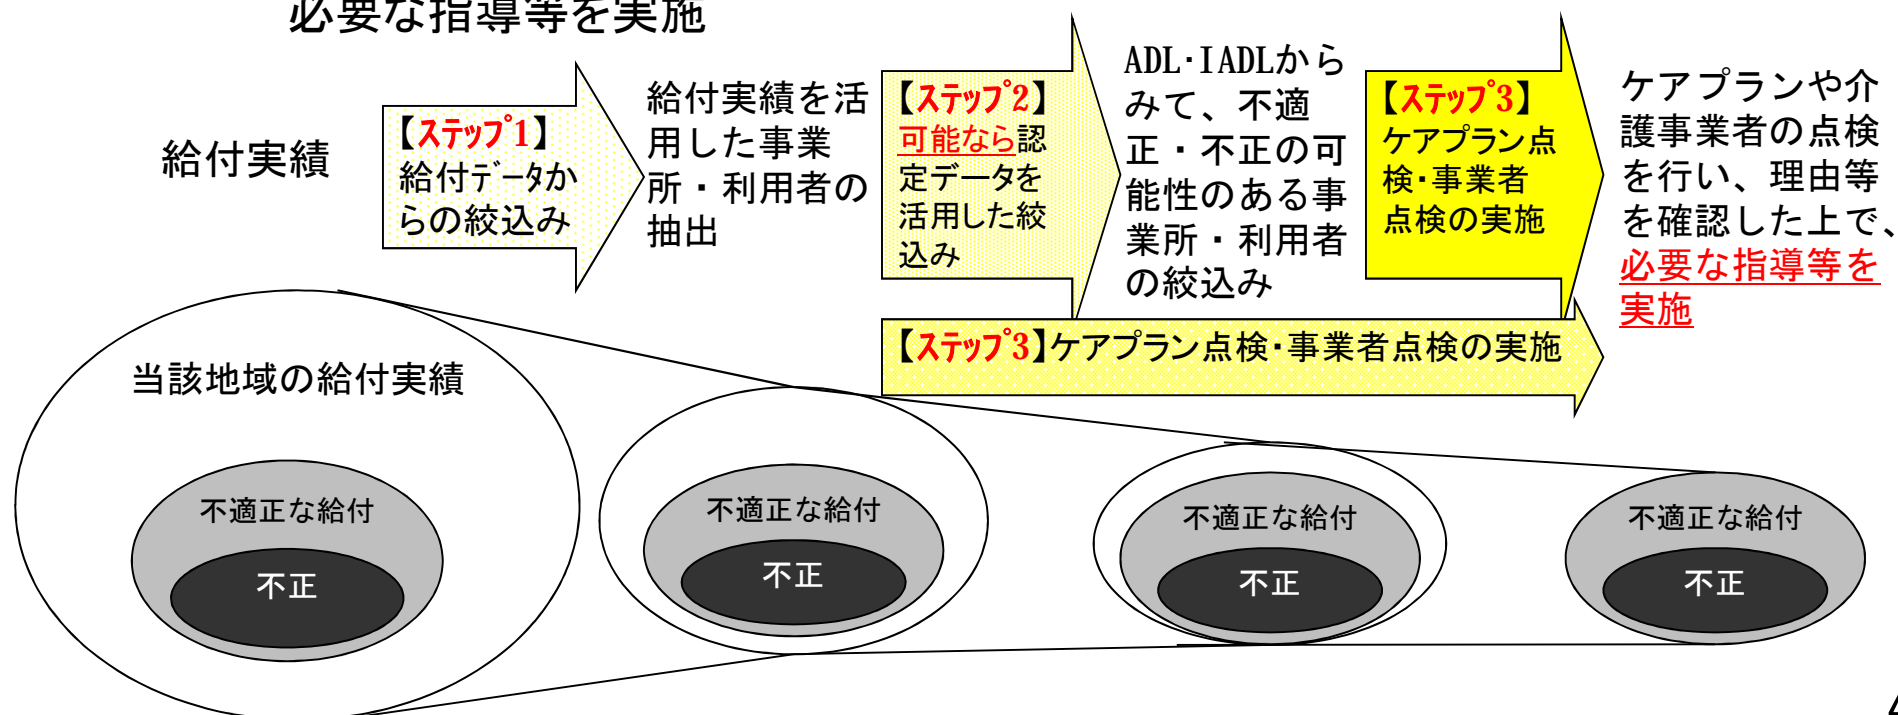 必要な指導等を実施
給付実績
【ステップ1】
給付データか
らの絞込み
給付実績を活
用した事業
所・利用者の
抽出
【ステップ2】
可能なら認
定データを
活用した絞
込み
ADL･IADLから
みて、不適
正・不正の可
能性のある事
業所・利用者
の絞込み
【ステップ3】
ケアプラン点
検・事業者
点検の実施
ケアプランや介
護事業者の点検
を行い、理由等
を確認した上で、
必要な指導等を
実施
【ステップ3】ケアプラン点検・事業者点検の実施
当該地域の給付実績
不適正な給付
不正
不適正な給付
不正
不適正な給付
不正
不適正な給付
不正